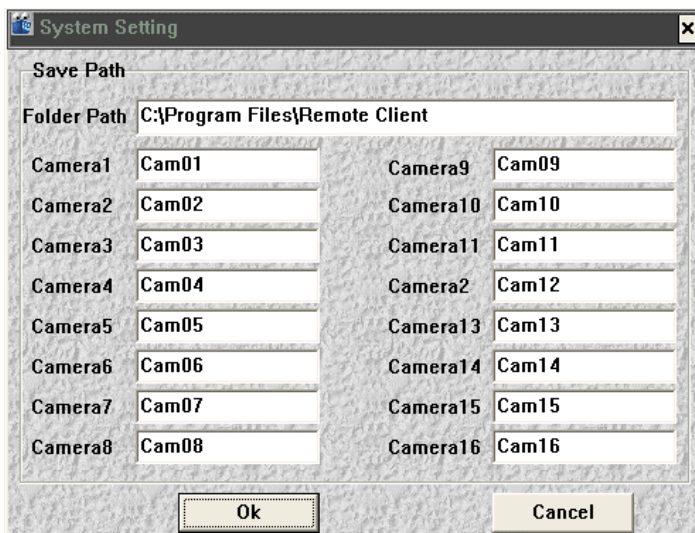 System Setting
Save Path
Folder Path C:\Program Files\Remote Client
Camera1 Cam01 Camera9 Cam09
Camera2 Cam02 Camera10 Cam10
Camera3 Cam03 Camera11 Cam11
Camera4 Cam04 Camera2 Cam12
Camera5 Cam05 Camera13 Cam13
Camera6 Cam06 Camera14 Cam14
Camera7 Cam07 Camera15 Cam15
Camera8 Cam08 Camera16 Cam16
Ok Cancel